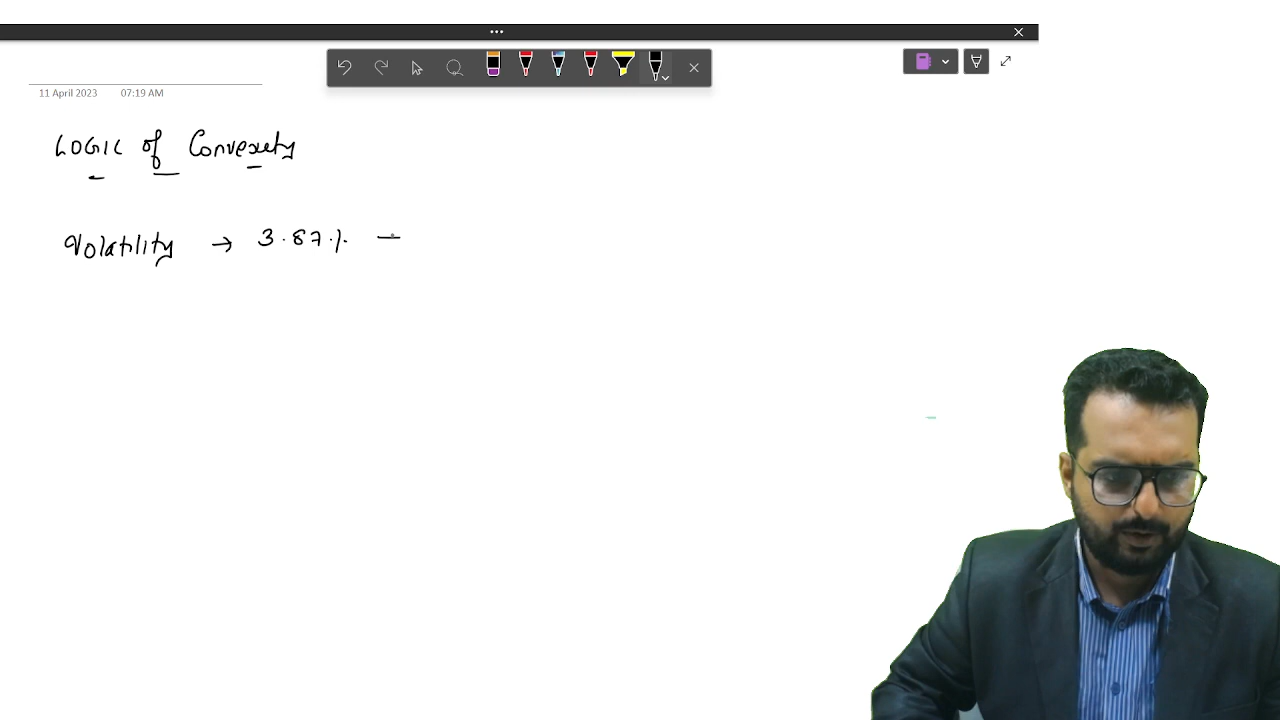 11 April 2023 07:19 AM
LOGIC of Convexity
Volatility → 3.87% —